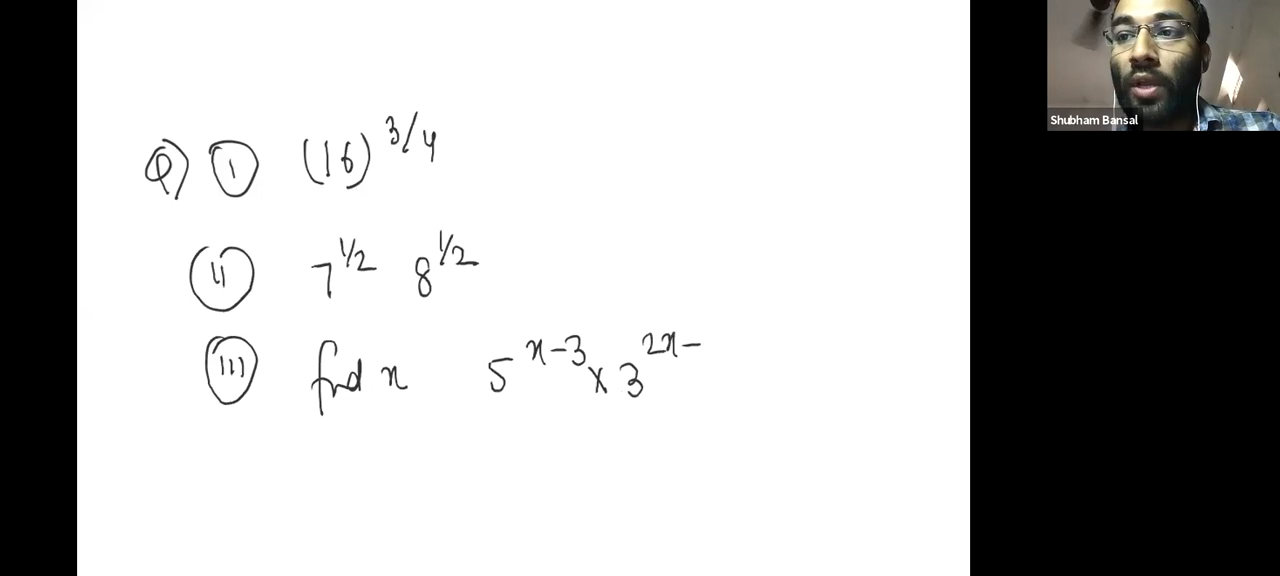 Q) (I) (16)^3/4
(II) 7^1/2 8^1/2
(III) find x 5^x-3 x 3^2x-
Shubham Bansal